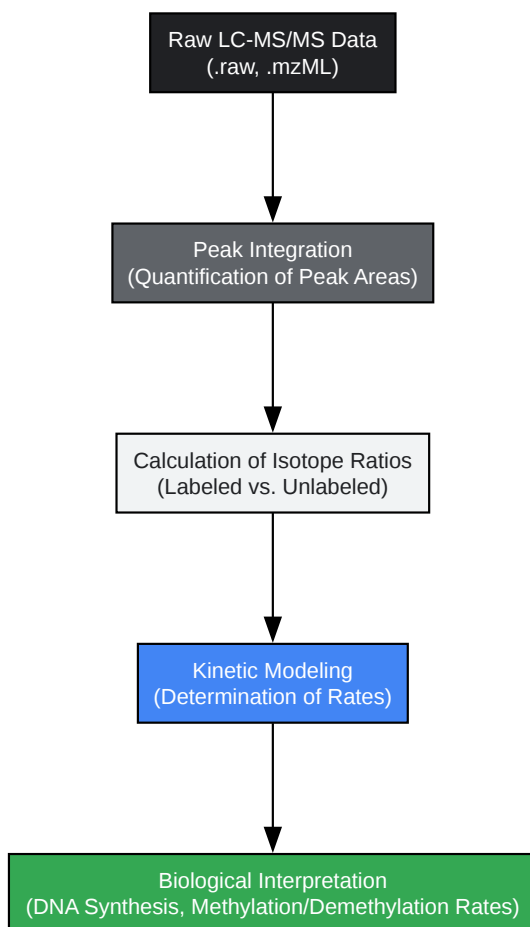 Raw LC-MS/MS Data
(.raw, .mzML)
Peak Integration
(Quantification of Peak Areas)
Calculation of Isotope Ratios
(Labeled vs. Unlabeled)
Kinetic Modeling
(Determination of Rates)
Biological Interpretation
(DNA Synthesis, Methylation/Demethylation Rates)